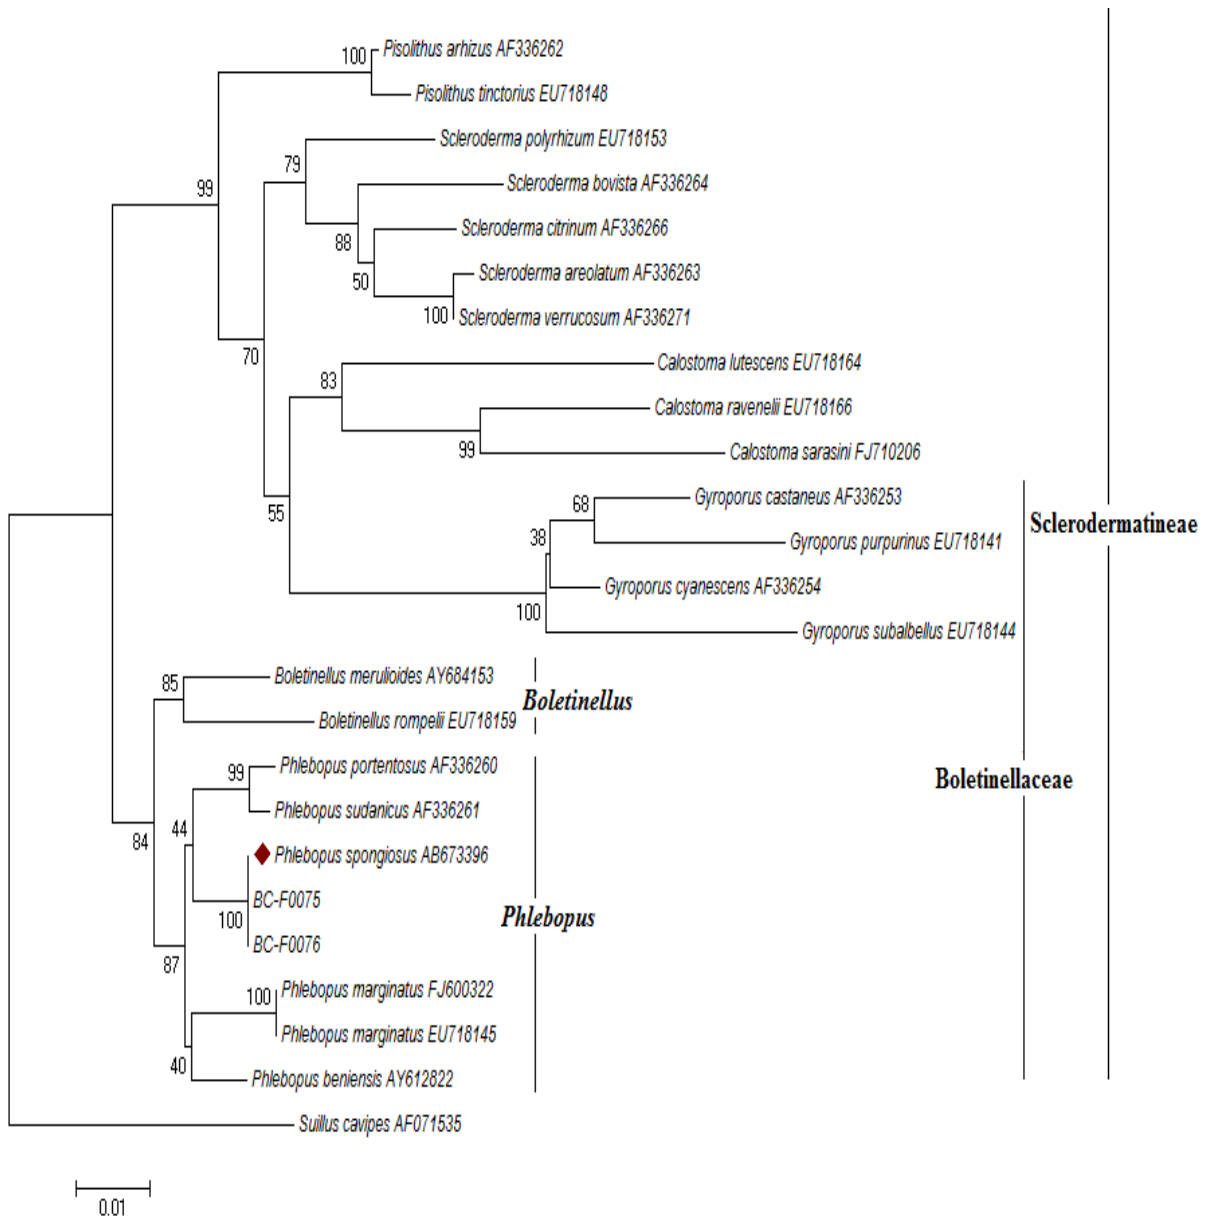 100 Pisolithus arhizus AF336262
Pisolithus tinctorius EU718148
79 Scleroderma polyrhizum EU718153
99 Scleroderma bovista AF336264
88 Scleroderma citrinum AF336266
50 Scleroderma areolatum AF336263
100 Scleroderma verrucosum AF336271
70
83 Calostoma lutescens EU718164
Calostoma ravenelii EU718166
99 Calostoma sarasini FJ710206
68 Gyroporus castaneus AF336253
55 Sclerodermatineae
38 Gyroporus purpurinus EU718141
Gyroporus cyanescens AF336254
100 Gyroporus subalbellus EU718144
85 Boletinellus merulioides AY684153
Boletinellus
Boletinellus rompelii EU718159
99 Phlebopus portentosus AF336260
Boletinellaceae
Phlebopus sudanicus AF336261
84 44
Phlebopus spongiosus AB673396
BC-F0075
100 Phlebopus
BC-F0076
87
100 Phlebopus marginatus FJ600322
Phlebopus marginatus EU718145
40 Phlebopus beniensis AY612822
Suillus cavipes AF071535
0.01